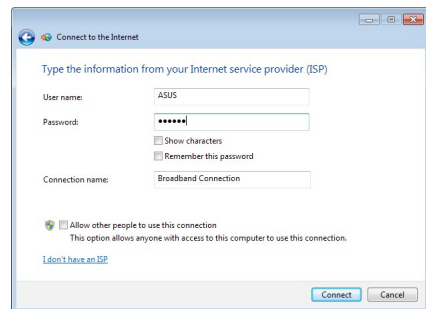 Connect to the Internet
Type the information from your Internet service provider (ISP)
User name: ASUS
Password: ••••••
Show characters
Remember this password
Connection name: Broadband Connection
Allow other people to use this connection
This option allows anyone with access to this computer to use this connection.
I don't have an ISP
Connect Cancel